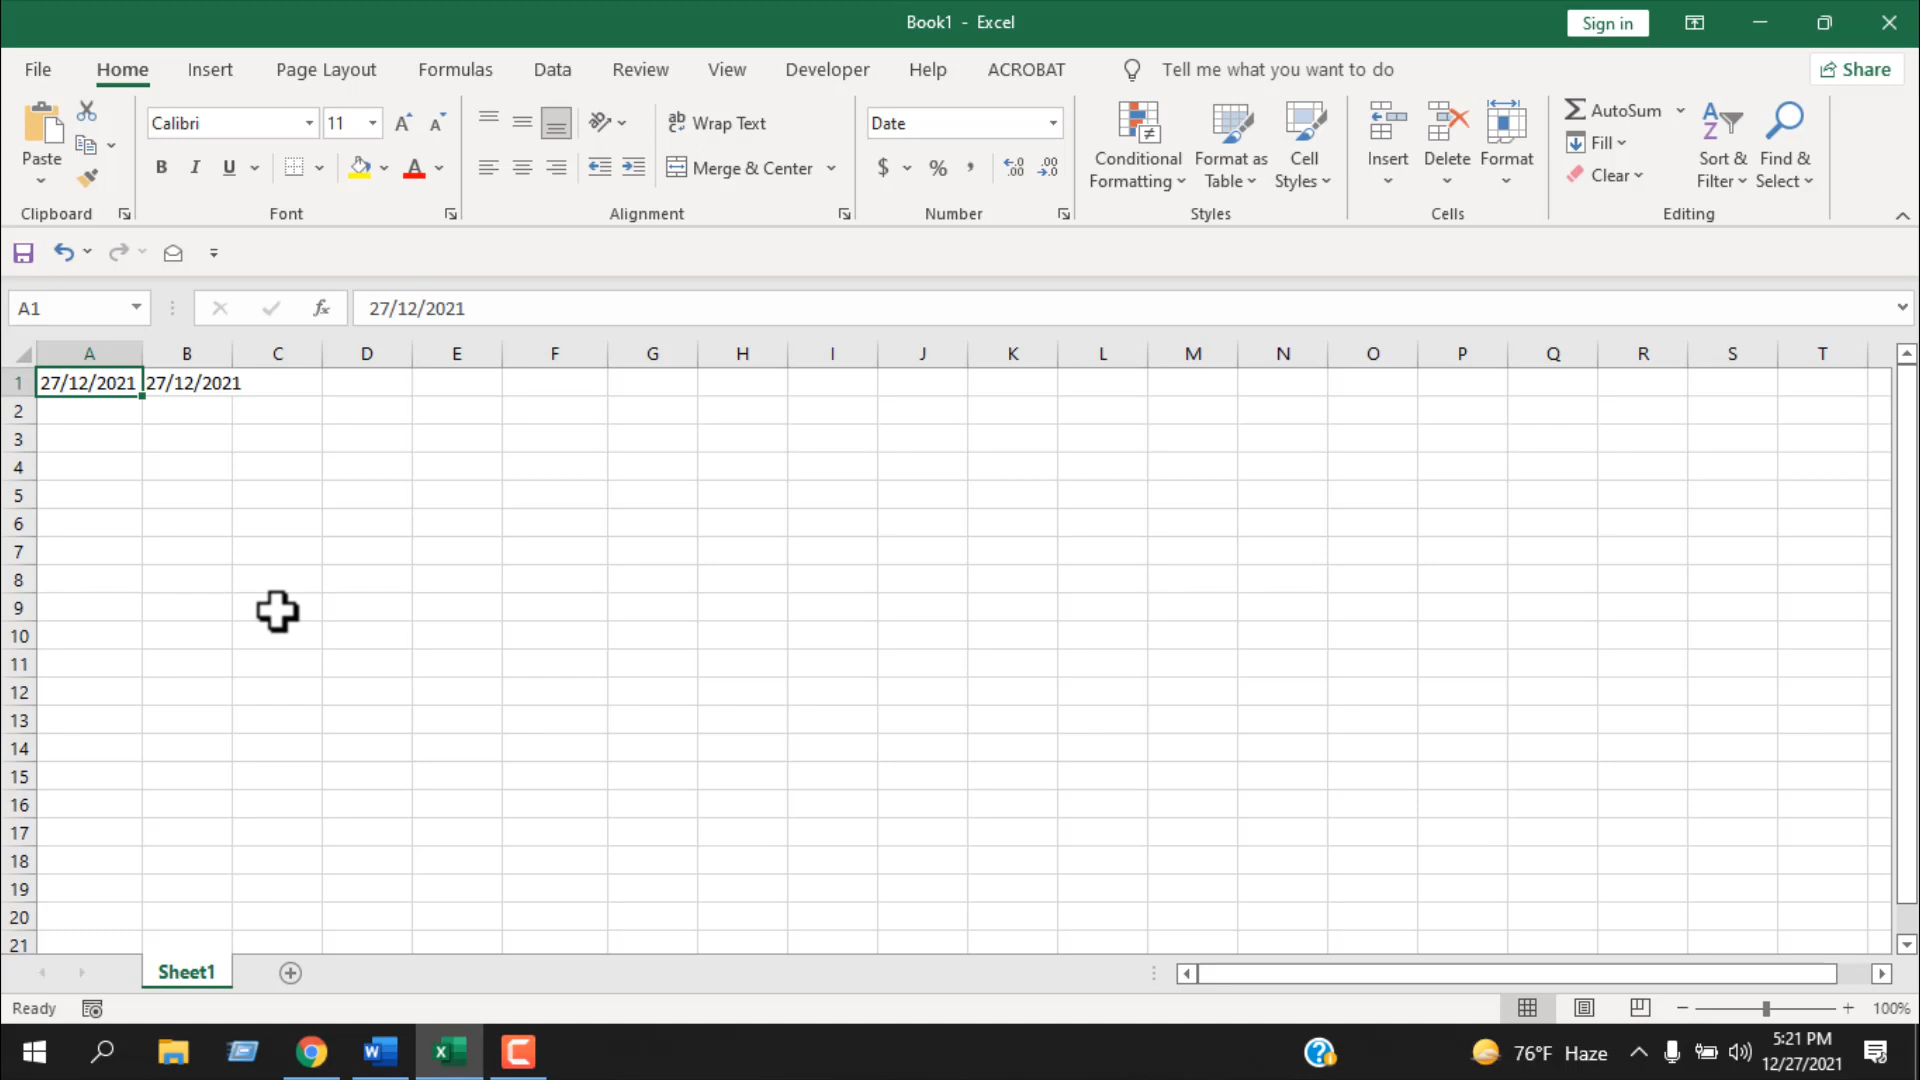 Book1 - Excel
Sign in
File Home Insert Page Layout Formulas Data Review View Developer Help ACROBAT Tell me what you want to do Share
Paste
Calibri 11
B I U
ab Wrap Text
Merge & Center
Date
$ % ,
Conditional Formatting
Format as Table
Cell Styles
Insert Delete Format
AutoSum
Fill
Clear
Sort & Filter
Find & Select
Clipboard Font Alignment Number Styles Cells Editing
A1 fx 27/12/2021
A B C D E F G H I J K L M N O P Q R S T
1 27/12/2021 27/12/2021
2
3
4
5
6
7
8
9
10
11
12
13
14
15
16
17
18
19
20
21
Sheet1
Ready 100%
76°F Haze 5:21 PM
12/27/2021